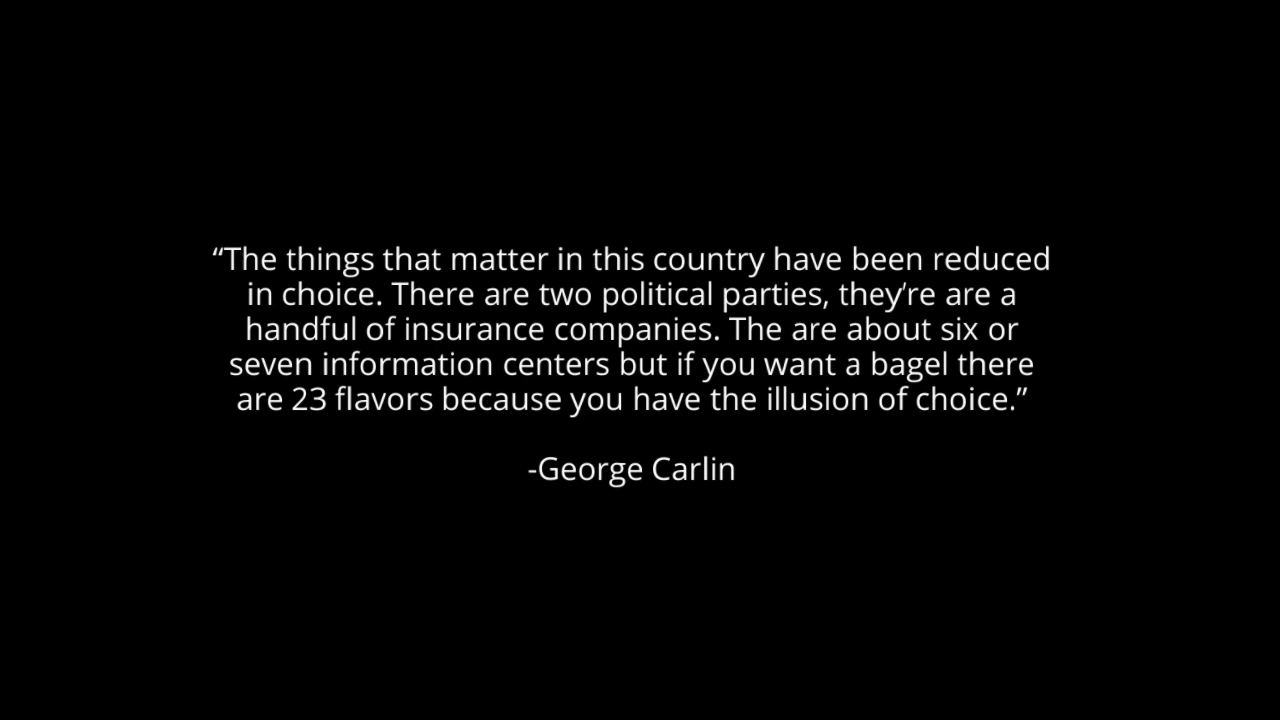 “The things that matter in this country have been reduced
in choice. There are two political parties, they’re are a
handful of insurance companies. The are about six or
seven information centers but if you want a bagel there
are 23 flavors because you have the illusion of choice.”
-George Carlin